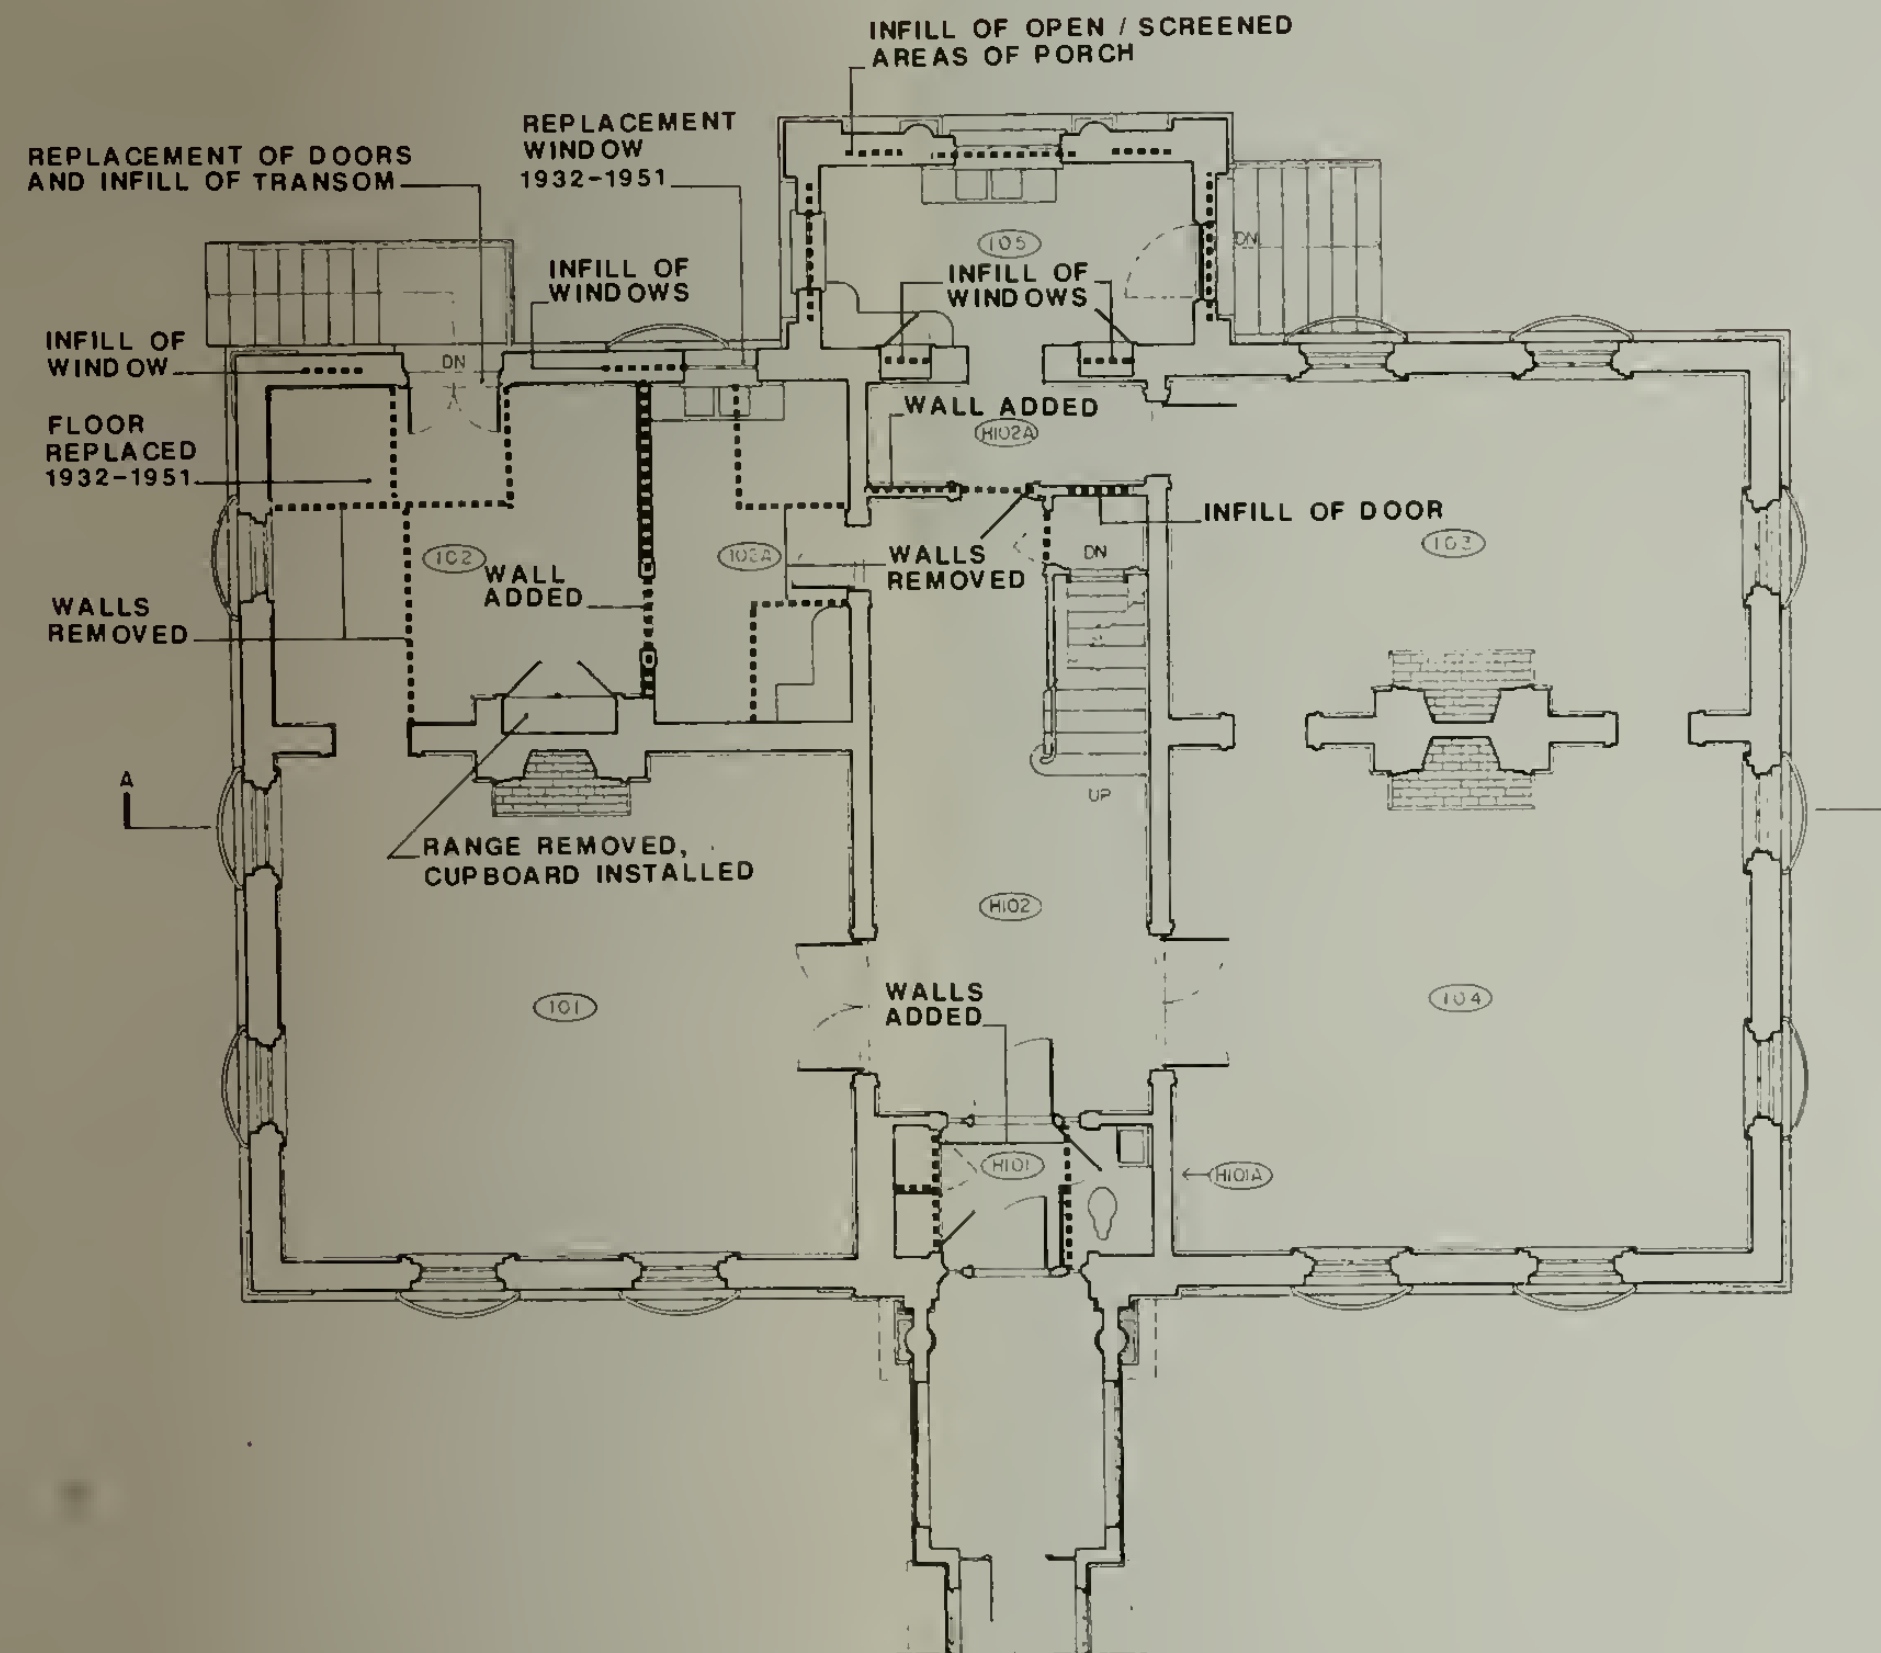 INFILL OF OPEN / SCREENED
AREAS OF PORCH
REPLACEMENT
WINDOW
1932-1951
REPLACEMENT OF DOORS
AND INFILL OF TRANSOM
105
DN
INFILL OF
WINDOWS
INFILL OF
WINDOWS
INFILL OF
WINDOW
DN
WALL ADDED
H102A
FLOOR
REPLACED
1932-1951
INFILL OF DOOR
103
102
WALL
ADDED
WALLS
REMOVED
DN
WALLS
REMOVED
UP
A
RANGE REMOVED,
CUPBOARD INSTALLED
H102
101
WALLS
ADDED
104
H101
H101A